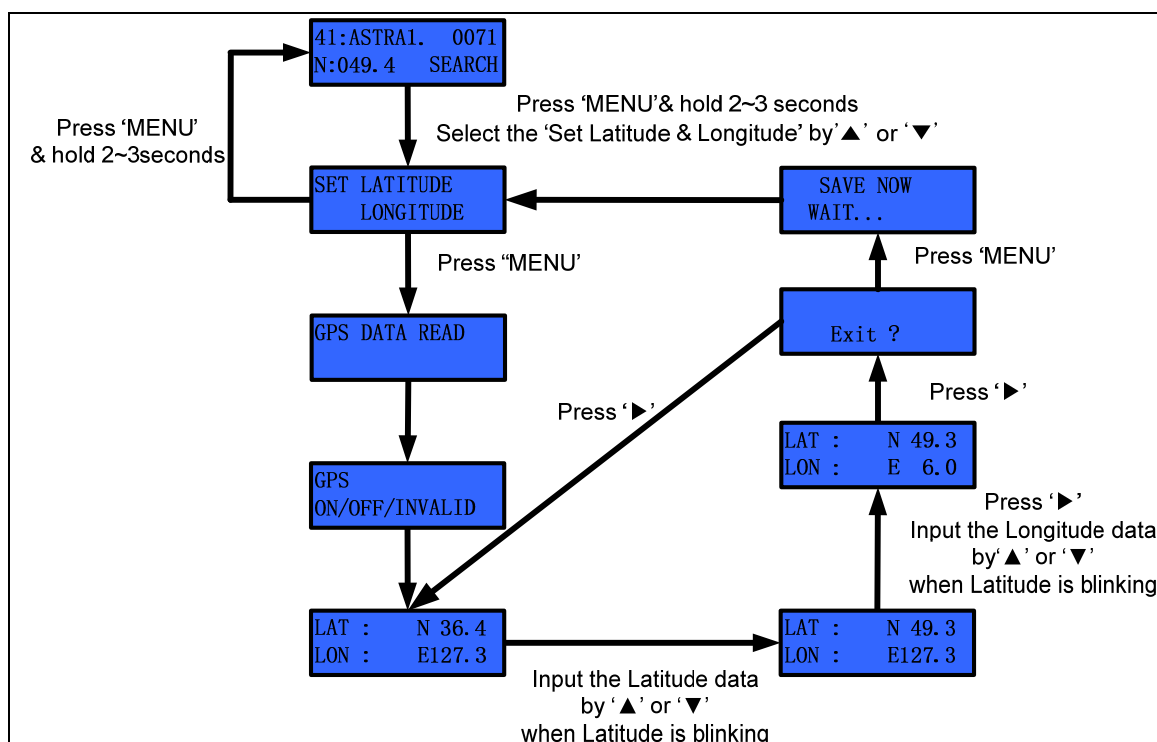 41:ASTRA1. 0071
N:049.4 SEARCH
Press ‘MENU’& hold 2~3 seconds
Select the ‘Set Latitude & Longitude’ by‘▲’ or ‘▼’
Press ‘MENU’
& hold 2~3seconds
SET LATITUDE
LONGITUDE
SAVE NOW
WAIT...
Press “MENU’
Press ‘MENU’
GPS DATA READ
Exit ?
Press ‘▶’
Press ‘▶’
LAT : N 49.3
LON : E 6.0
GPS
ON/OFF/INVALID
Press ‘▶’
Input the Longitude data
by‘▲’ or ‘▼’
when Latitude is blinking
LAT : N 36.4
LON : E127.3
LAT : N 49.3
LON : E127.3
Input the Latitude data
by ‘▲’ or ‘▼’
when Latitude is blinking